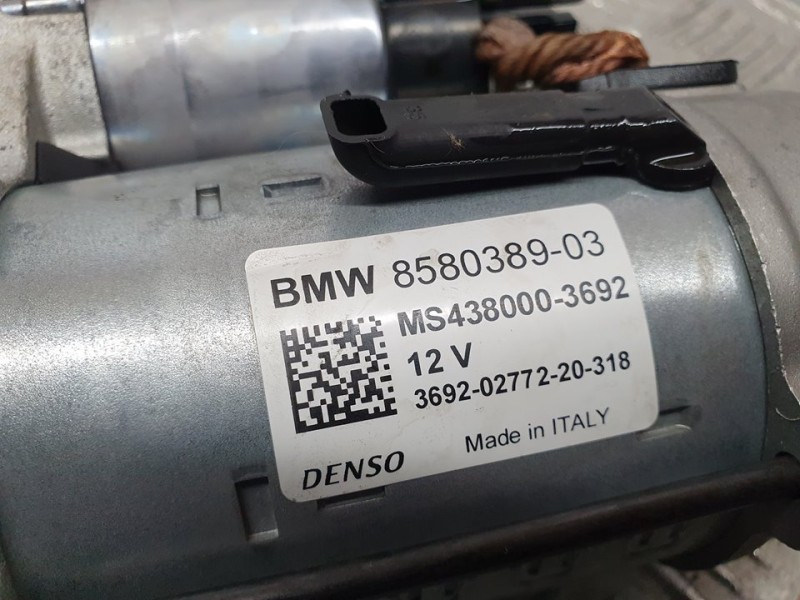 BMW 8580389-03
MS438000-3692
12 V
3692-02772-20-318
Made in ITALY
DENSO